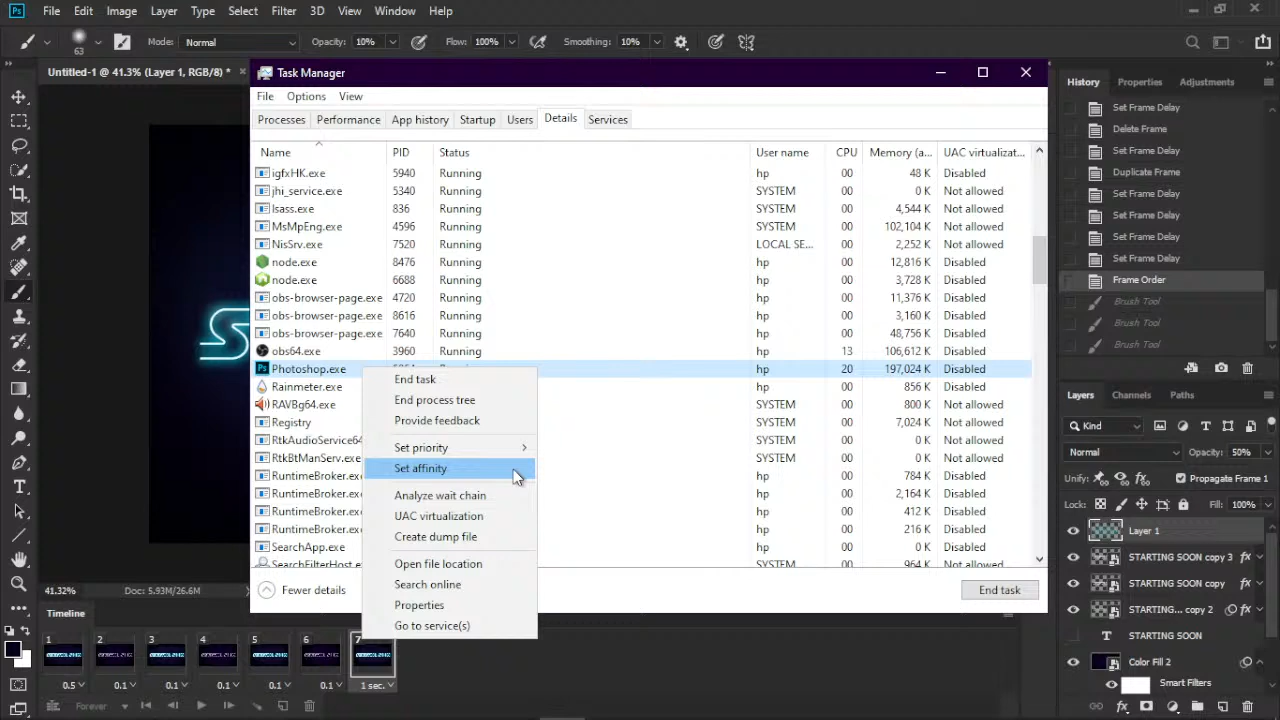 Ps File Edit Image Layer Type Select Filter 3D View Window Help
63 Mode: Normal Opacity: 10% Flow: 100% Smoothing: 10%
Untitled-1 @ 41.3% (Layer 1, RGB/8) *
Task Manager
File Options View
Processes Performance App history Startup Users Details Services
Name PID Status User name CPU Memory (a... UAC virtualizat...
igfxHK.exe 5940 Running hp 00 48 K Disabled
jhi_service.exe 5340 Running SYSTEM 00 0 K Not allowed
lsass.exe 836 Running SYSTEM 00 4,544 K Not allowed
MsMpEng.exe 4596 Running SYSTEM 00 102,104 K Not allowed
NisSrv.exe 7520 Running LOCAL SE... 00 2,252 K Not allowed
node.exe 8476 Running hp 00 12,816 K Disabled
node.exe 6688 Running hp 00 3,728 K Disabled
obs-browser-page.exe 4720 Running hp 00 11,376 K Disabled
obs-browser-page.exe 8616 Running hp 00 3,160 K Disabled
obs-browser-page.exe 7640 Running hp 00 48,756 K Disabled
obs64.exe 3960 Running hp 13 106,612 K Disabled
Photoshop.exe hp 20 197,024 K Disabled
Rainmeter.exe hp 00 856 K Disabled
RAVBg64.exe SYSTEM 00 800 K Not allowed
Registry SYSTEM 00 7,024 K Not allowed
RtkAudioService64 SYSTEM 00 0 K Not allowed
RtkBtManServ.exe SYSTEM 00 0 K Not allowed
RuntimeBroker.exe hp 00 784 K Disabled
RuntimeBroker.exe hp 00 2,164 K Disabled
RuntimeBroker.exe hp 00 412 K Disabled
RuntimeBroker.exe hp 00 216 K Disabled
SearchApp.exe hp 00 0 K Disabled
SearchFilterHost.exe SYSTEM 00 964 K Not allowed
Fewer details
End task
End task
End process tree
Provide feedback
Set priority
Set affinity
Analyze wait chain
UAC virtualization
Create dump file
Open file location
Search online
Properties
Go to service(s)
S
41.32% Doc: 5.93M/26.6M
Timeline
1 2 3 4 5 6 7
0.5 0.1 0.1 0.1 0.1 0.1 1 sec.
Forever
History Properties Adjustments
Set Frame Delay
Delete Frame
Set Frame Delay
Duplicate Frame
Set Frame Delay
Set Frame Delay
Set Frame Delay
Set Frame Delay
Frame Order
Brush Tool
Brush Tool
Brush Tool
Layers Channels Paths
Kind
Normal Opacity: 50%
Unify: Propagate Frame 1
Lock: Fill: 100%
Layer 1
STARTING SOON copy 3 fx
STARTING SOON copy fx
STARTING... copy 2 fx
T STARTING SOON
Color Fill 2
Smart Filters